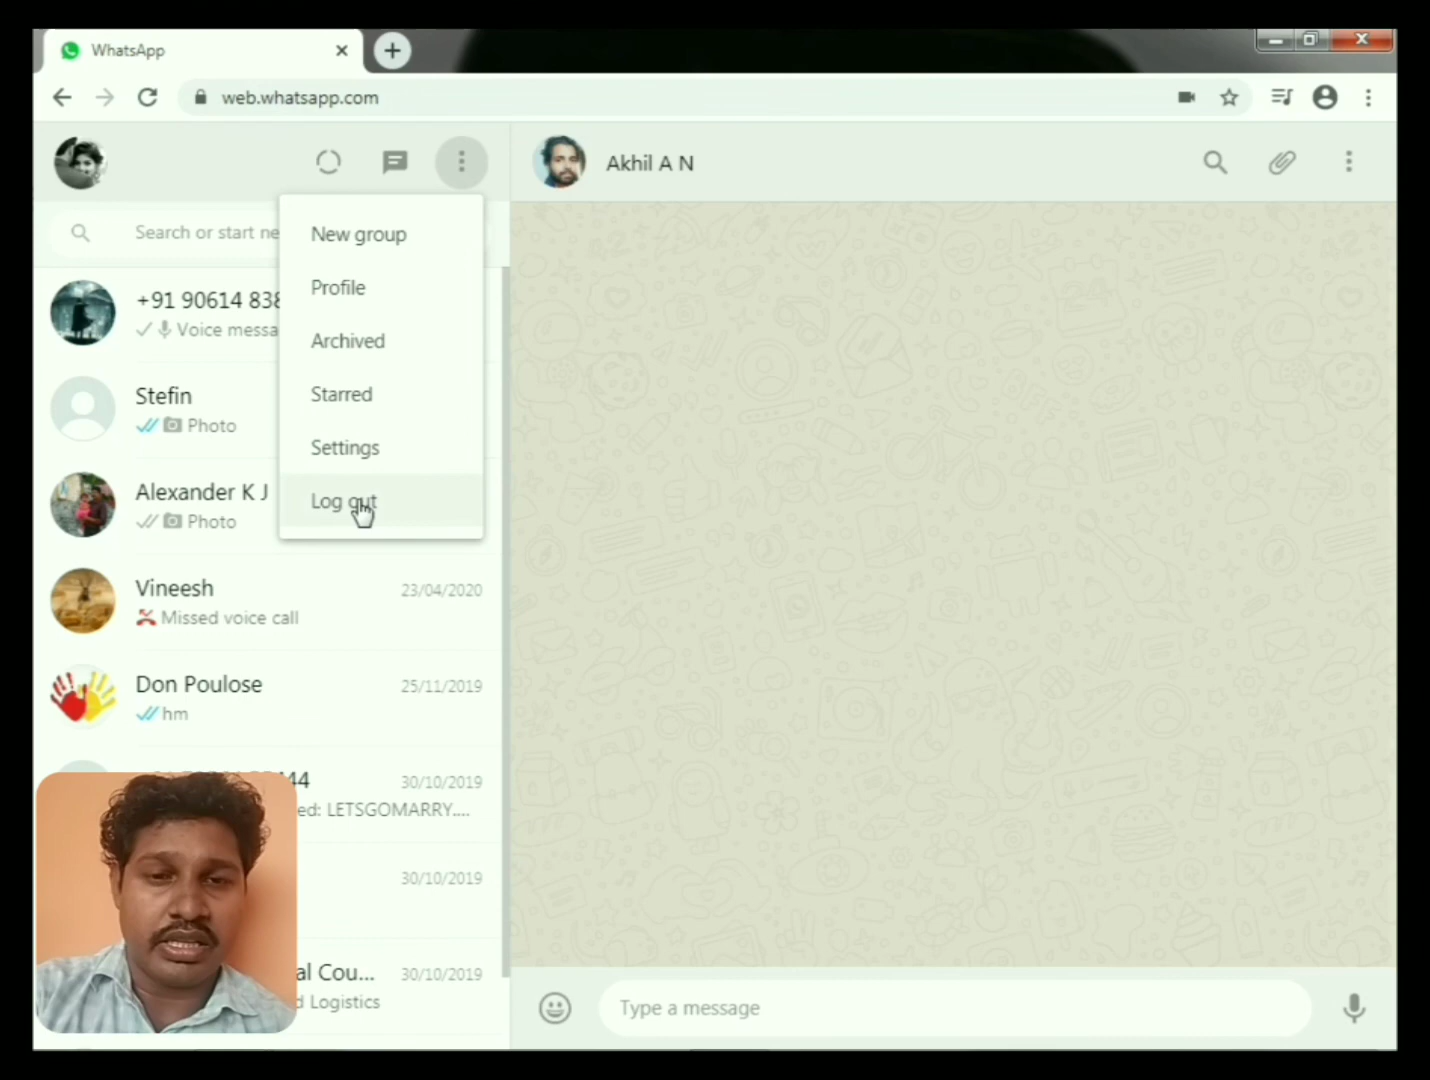 WhatsApp
web.whatsapp.com
Akhil A N
Search or start ne
New group
Profile
Archived
Starred
Settings
Log out
+91 90614 838
Voice messa
Stefin
Photo
Alexander K J
Photo
Vineesh
23/04/2020
Missed voice call
Don Poulose
25/11/2019
hm
444
30/10/2019
ed: LETSGOMARRY....
30/10/2019
al Cou...
30/10/2019
d Logistics
Type a message